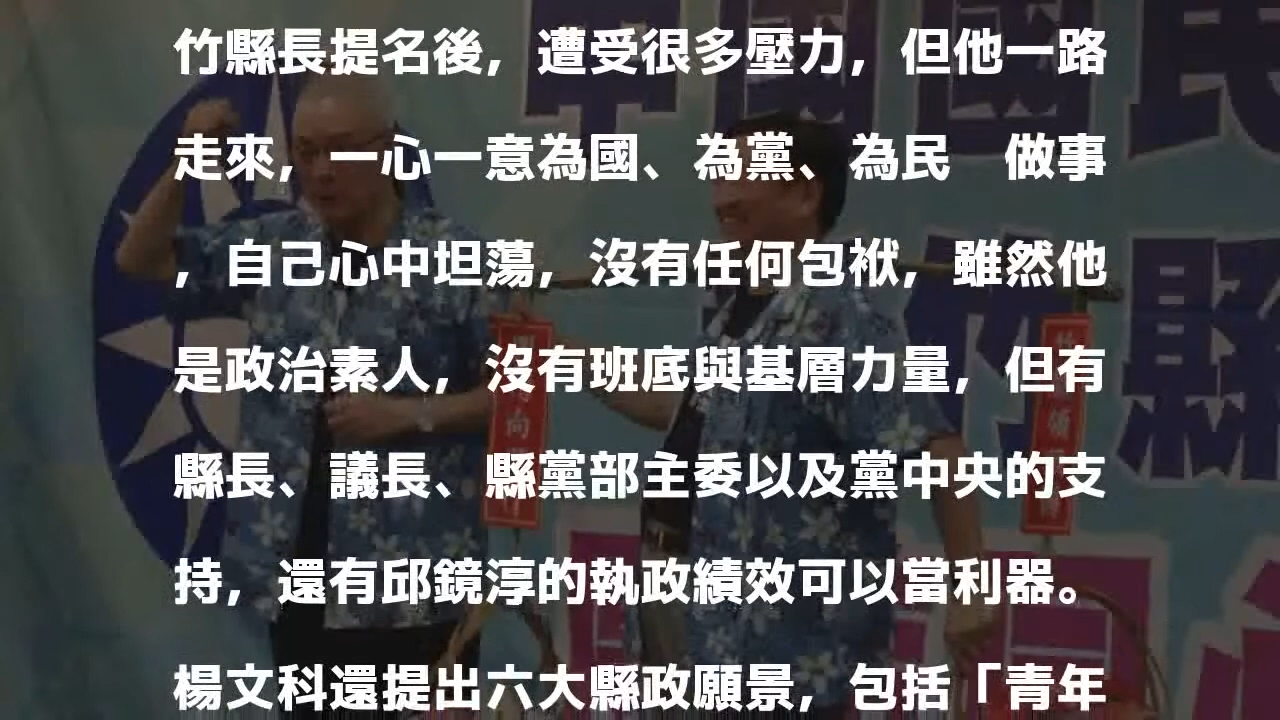 竹縣長提名後，遭受很多壓力，但他一路
走來，一心一意為國、為黨、為民　做事
，自己心中坦蕩，沒有任何包袱，雖然他
是政治素人，沒有班底與基層力量，但有
縣長、議長、縣黨部主委以及黨中央的支
持，還有邱鏡淳的執政績效可以當利器。
楊文科還提出六大縣政願景，包括「青年
中國國民
縣